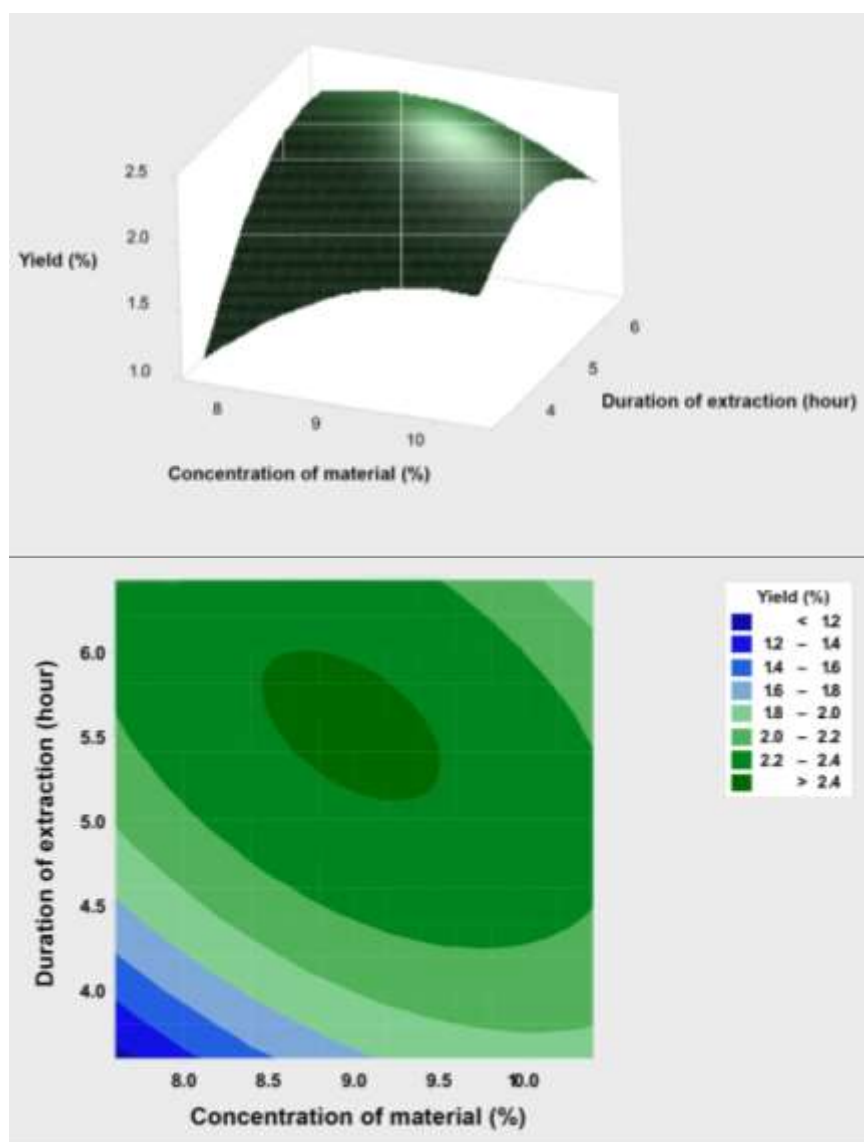 2.5
2.0
Yield (%)
1.5
1.0
6
5
4
Duration of extraction (hour)
8
9
10
Concentration of material (%)
Yield (%)
< 1.2
1.2 – 1.4
1.4 – 1.6
1.6 – 1.8
1.8 – 2.0
2.0 – 2.2
2.2 – 2.4
> 2.4
Duration of extraction (hour)
6.0
5.5
5.0
4.5
4.0
8.0 8.5 9.0 9.5 10.0
Concentration of material (%)